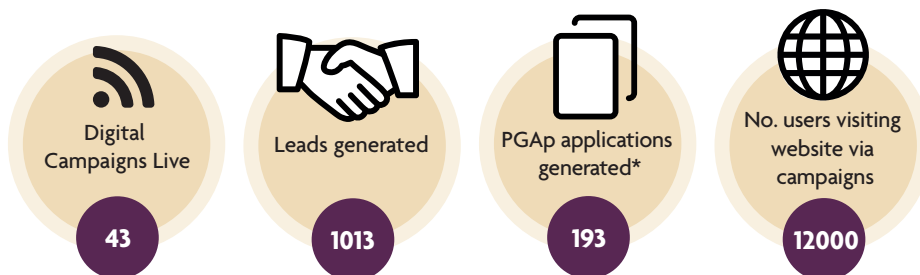 Digital
Campaigns Live
43
Leads generated
1013
PGAp applications
generated*
193
No. users visiting
website via
campaigns
12000